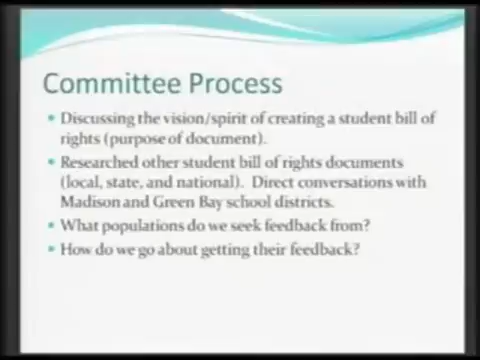 Committee Process
Discussing the vision/spirit of creating a student bill of
rights (purpose of document).
Researched other student bill of rights documents
(local, state, and national).  Direct conversations with
Madison and Green Bay school districts.
What populations do we seek feedback from?
How do we go about getting their feedback?